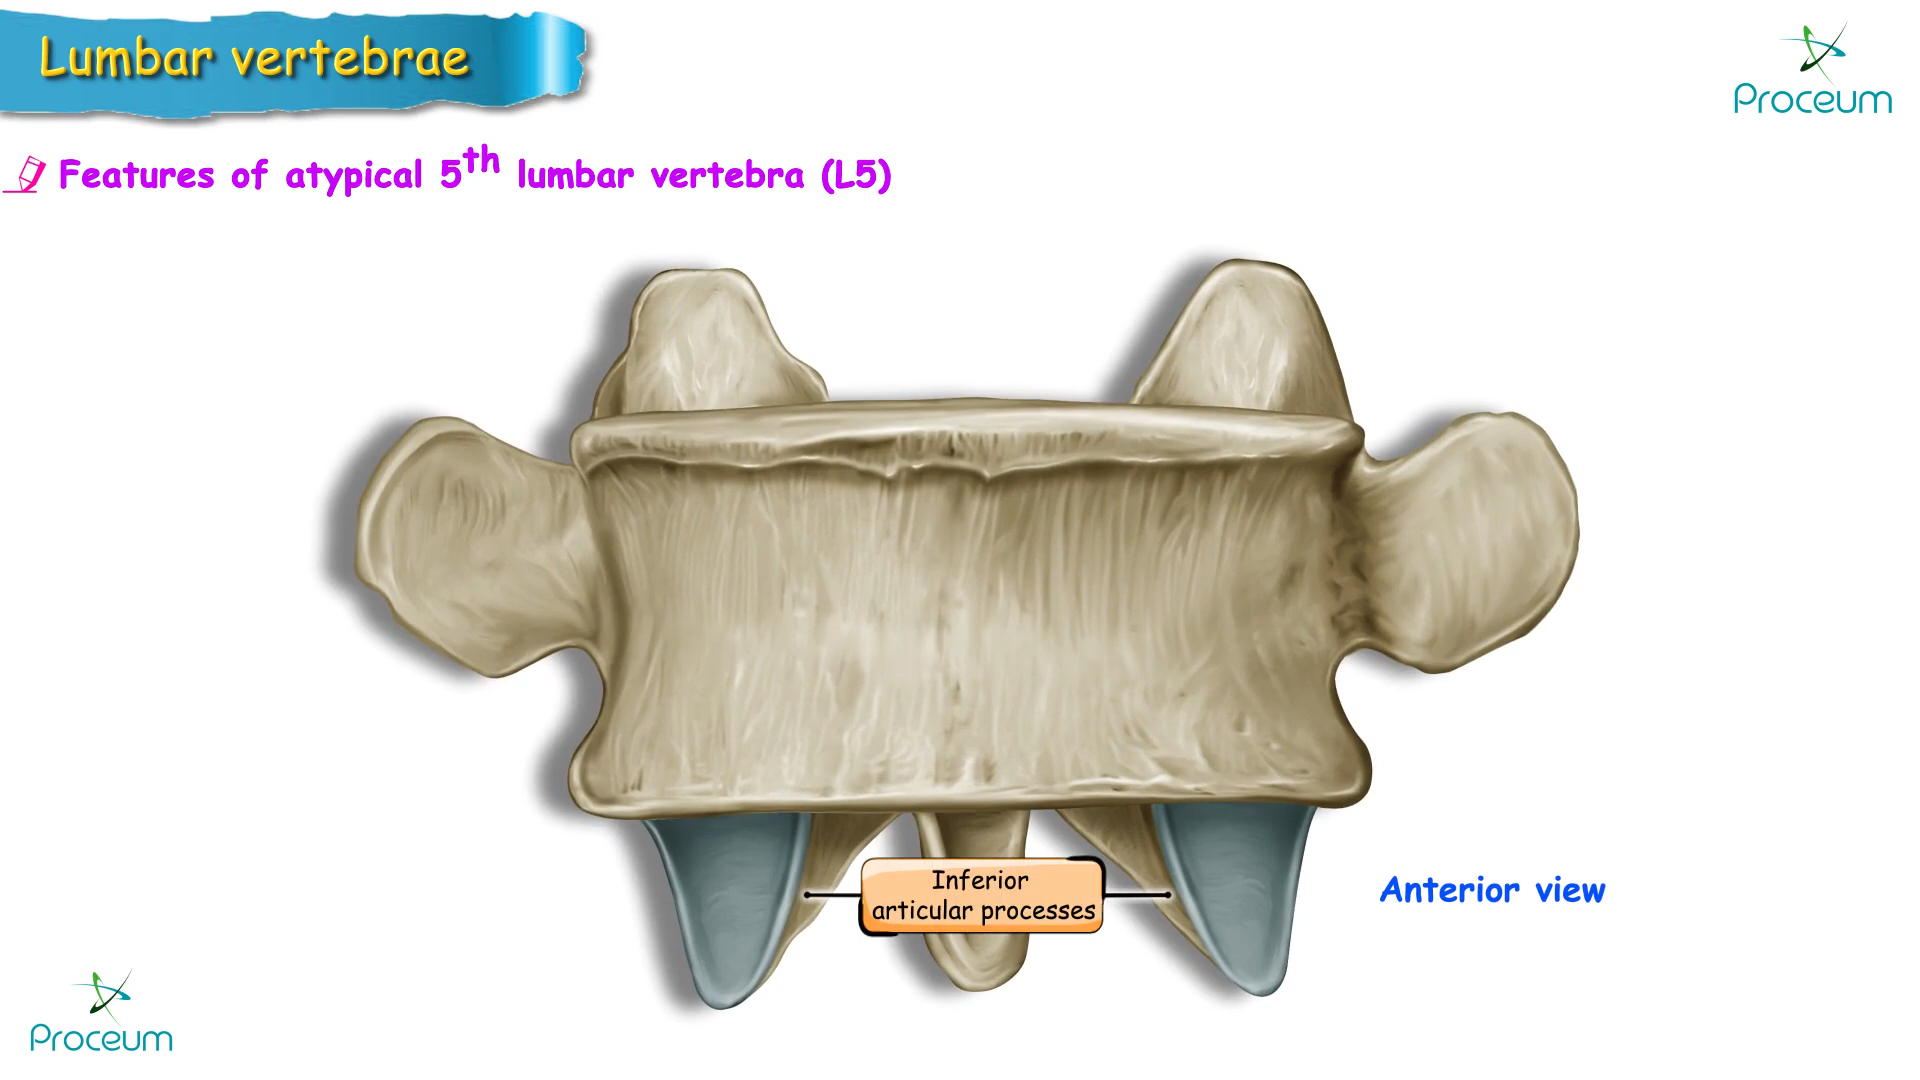 Lumbar vertebrae
Proceum
Features of atypical 5th lumbar vertebra (L5)
Inferior
articular processes
Anterior view
Proceum